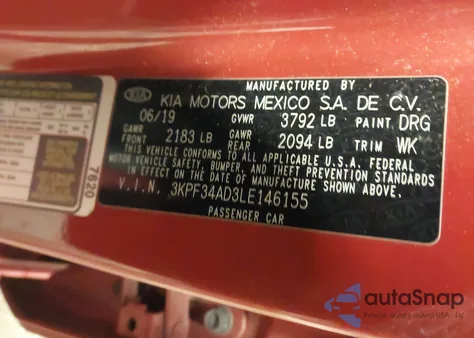 MANUFACTURED BY
KIA KIA MOTORS MEXICO S.A. DE C.V.
06/19 GVWR 3792 LB PAINT DRG
GAWR FRONT 2183 LB GAWR REAR 2094 LB TRIM WK
THIS VEHICLE CONFORMS TO ALL APPLICABLE U.S.A. FEDERAL
MOTOR VEHICLE SAFETY, BUMPER, AND THEFT PREVENTION STANDARDS
IN EFFECT ON THE DATE OF MANUFACTURE SHOWN ABOVE.
V.I.N. 3KPF34AD3LE146155
PASSENGER CAR
7620
autoSnap